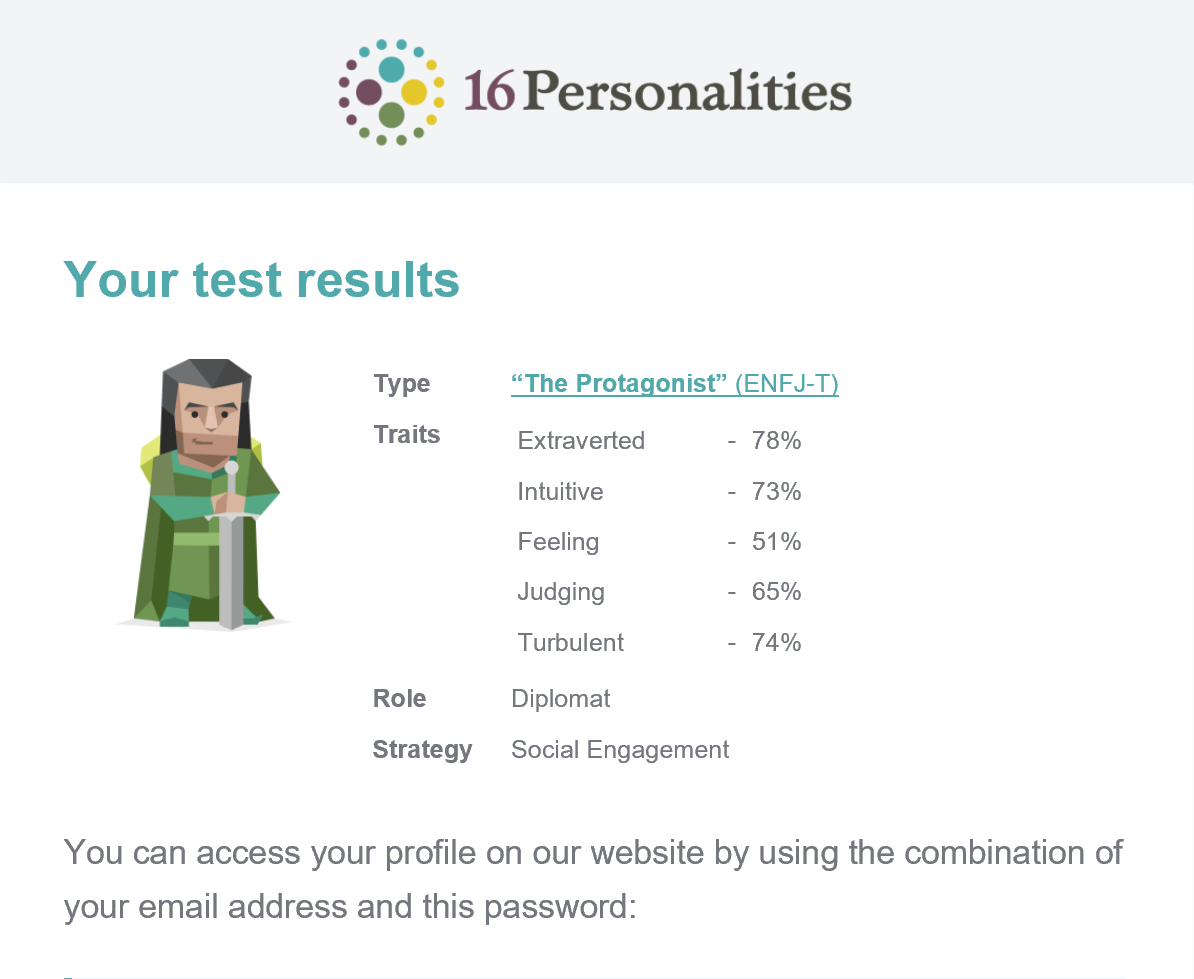 16Personalities
Your test results
Type “The Protagonist” (ENFJ-T)
Traits Extraverted - 78%
Intuitive - 73%
Feeling - 51%
Judging - 65%
Turbulent - 74%
Role Diplomat
Strategy Social Engagement
You can access your profile on our website by using the combination of
your email address and this password: